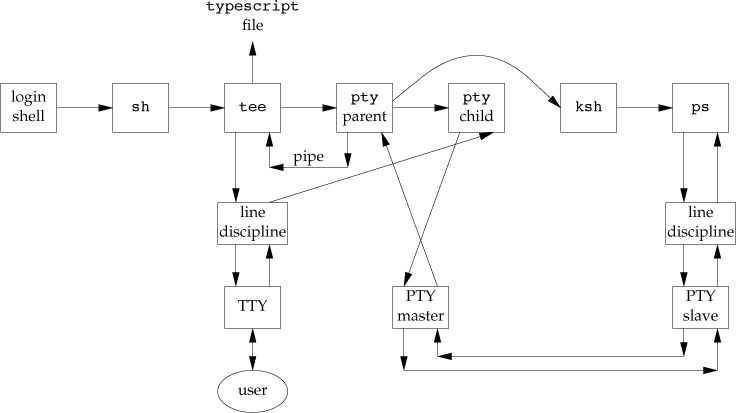 typescript
file
login
shell
sh
tee
pty
parent
pty
child
ksh
ps
pipe
line
discipline
line
discipline
TTY
PTY
master
PTY
slave
user